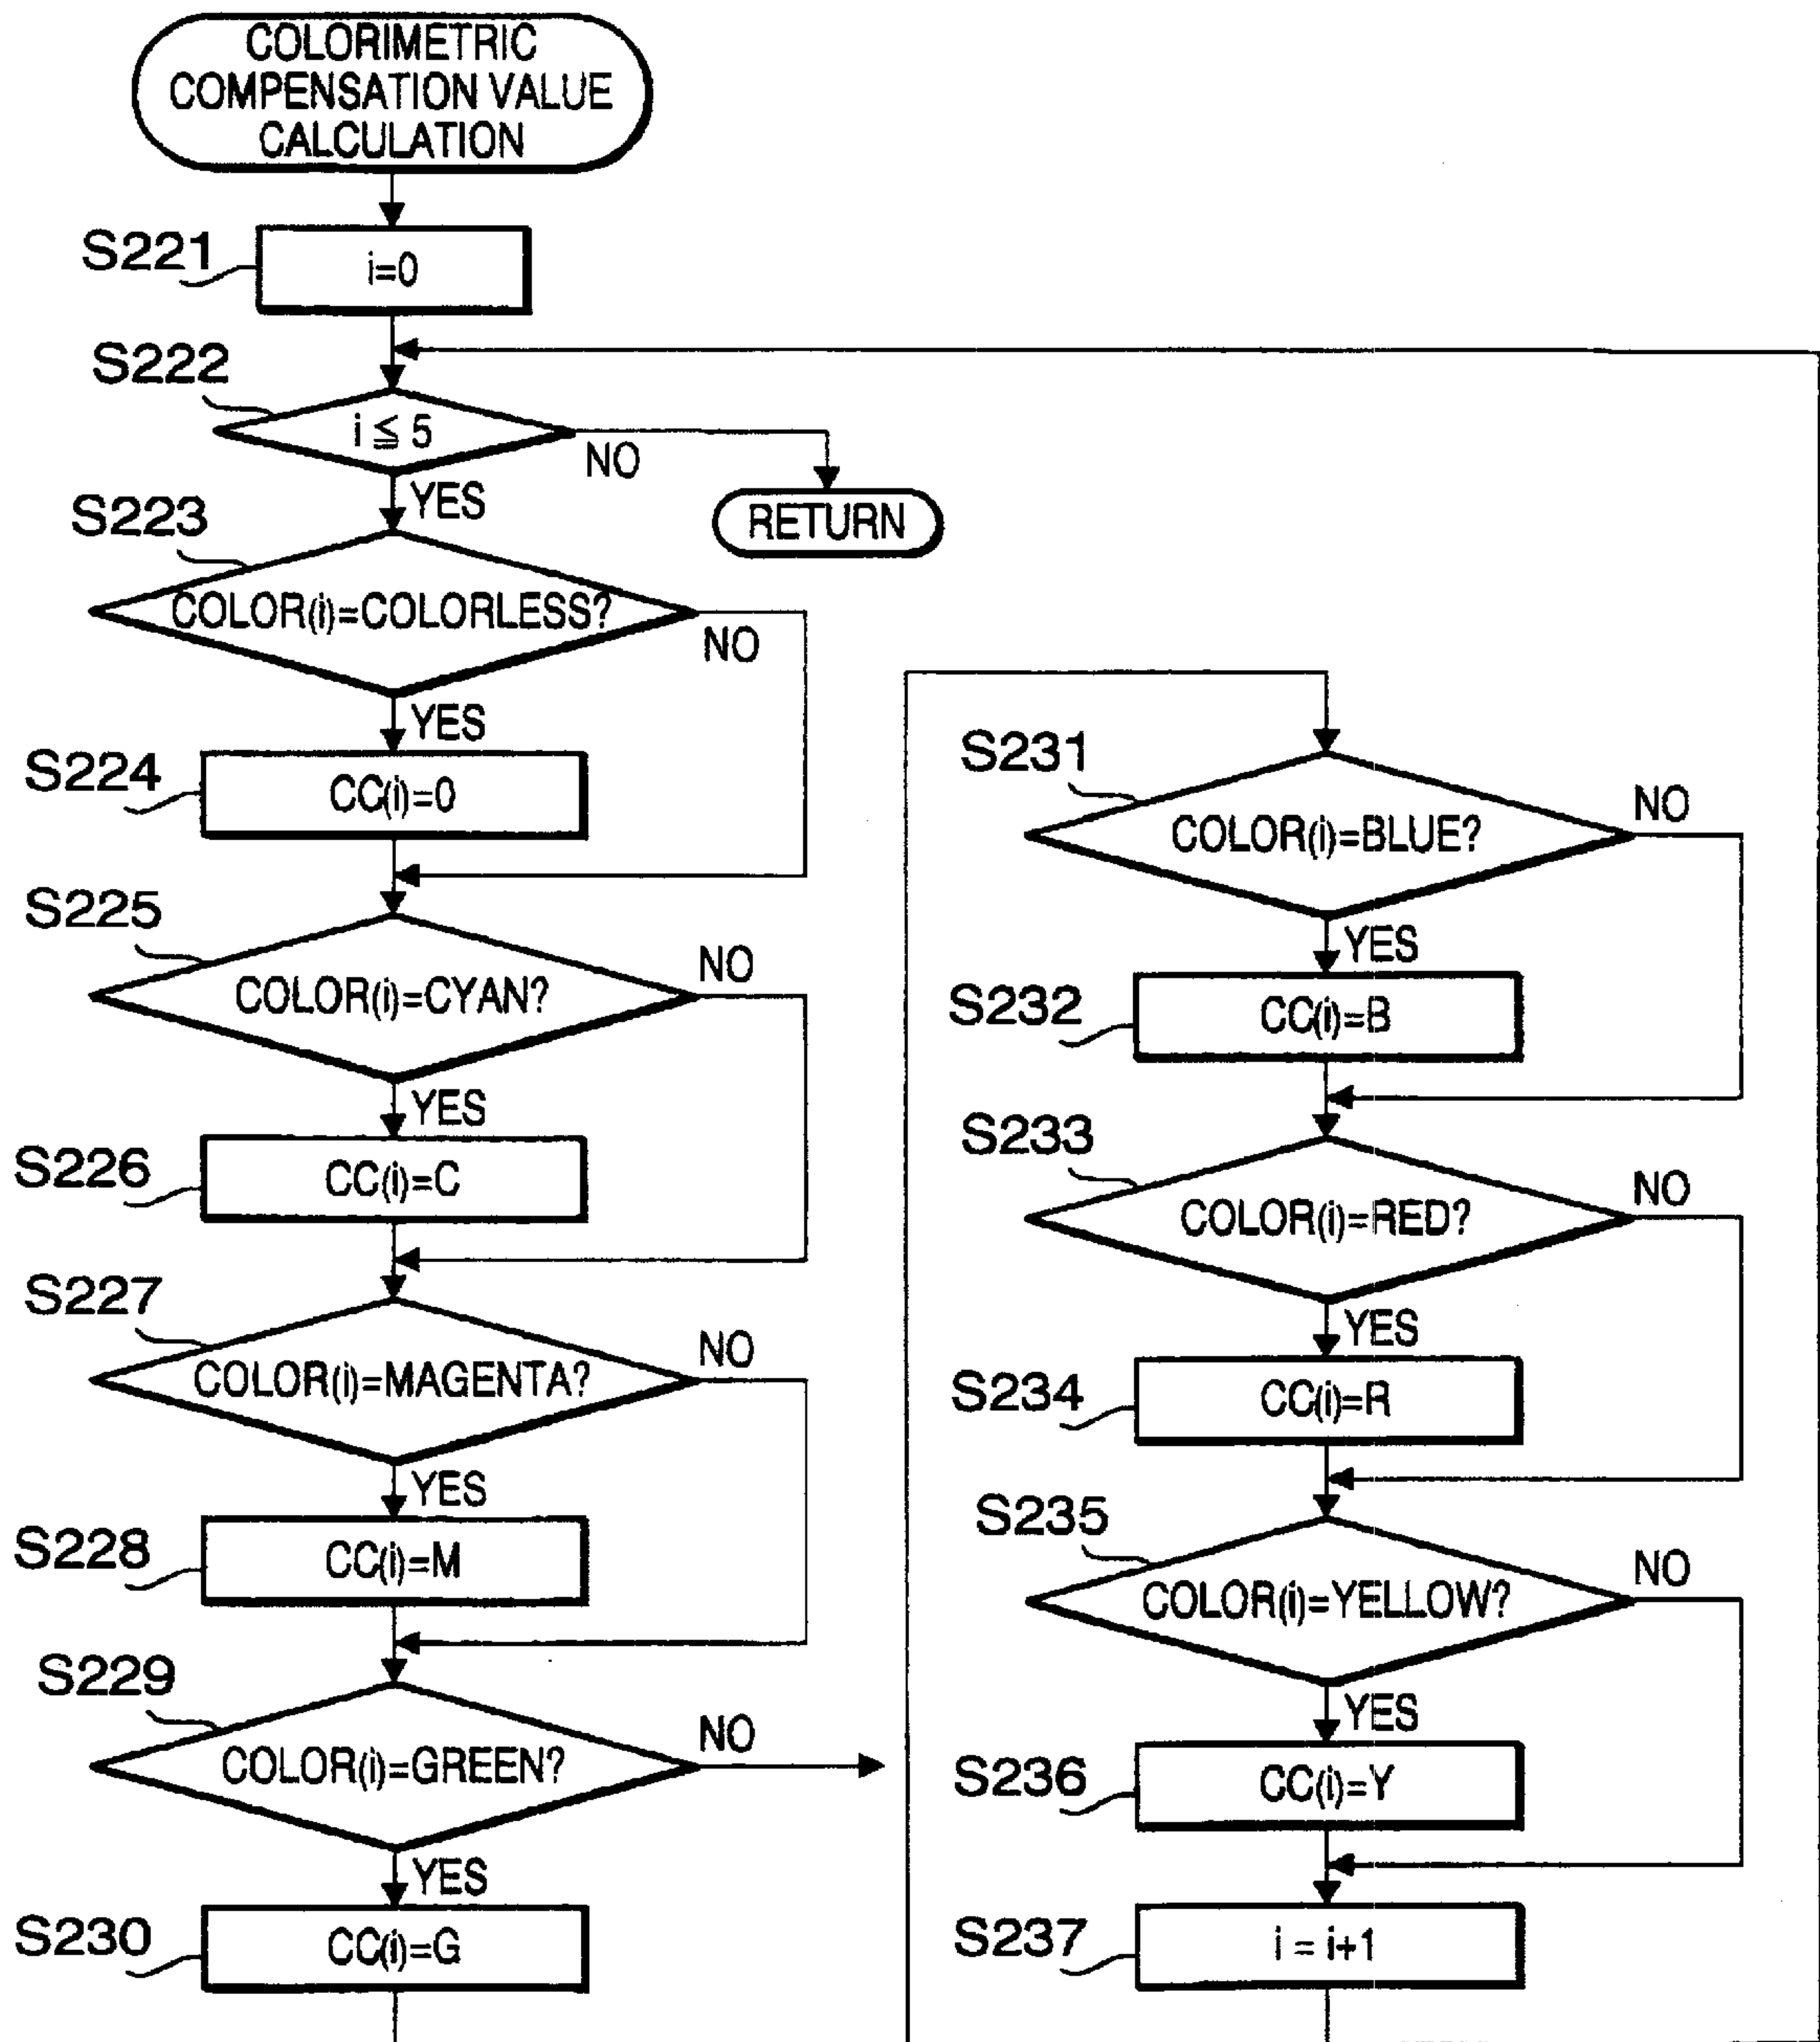 COLORIMETRIC
COMPENSATION VALUE
CALCULATION
S221
i=0
S222
i ≦ 5
NO
RETURN
YES
S223
COLOR(i)=COLORLESS?
NO
YES
S224
CC(i)=0
S225
COLOR(i)=CYAN?
NO
YES
S226
CC(i)=C
S227
COLOR(i)=MAGENTA?
NO
YES
S228
CC(i)=M
S229
COLOR(i)=GREEN?
NO
YES
S230
CC(i)=G
S231
COLOR(i)=BLUE?
NO
YES
S232
CC(i)=B
S233
COLOR(i)=RED?
NO
YES
S234
CC(i)=R
S235
COLOR(i)=YELLOW?
NO
YES
S236
CC(i)=Y
S237
i = i+1